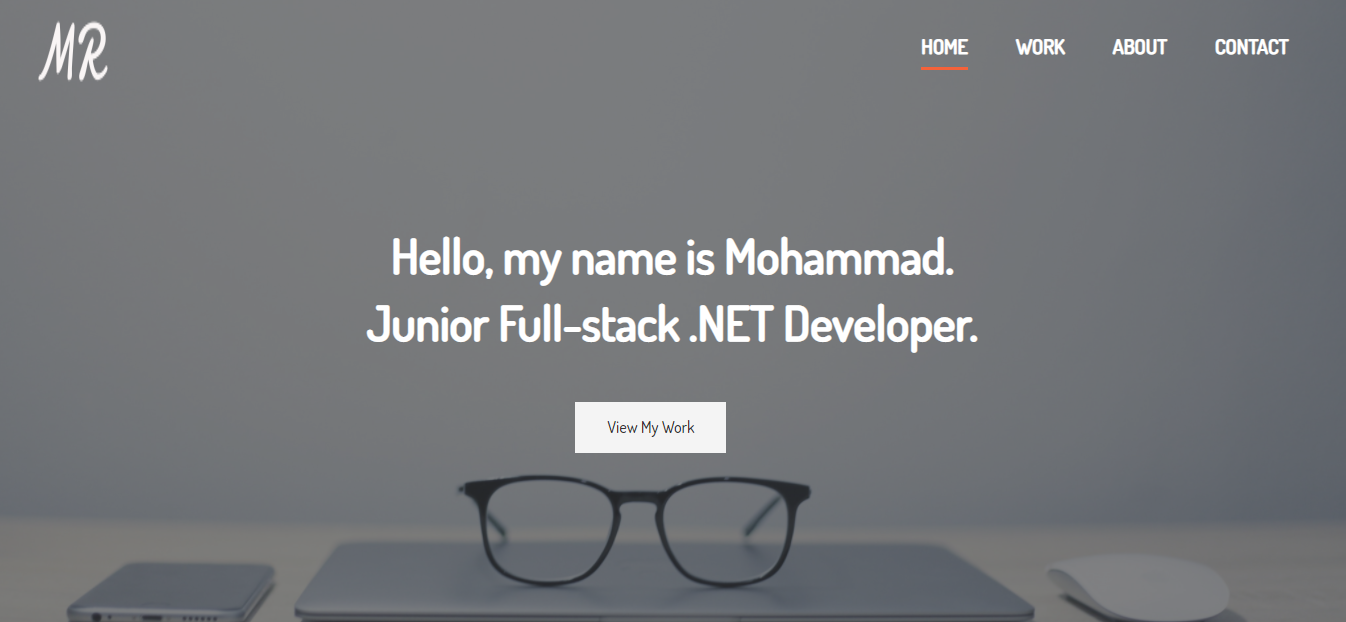 MR
HOME WORK ABOUT CONTACT
Hello, my name is Mohammad.
Junior Full-stack .NET Developer.
View My Work